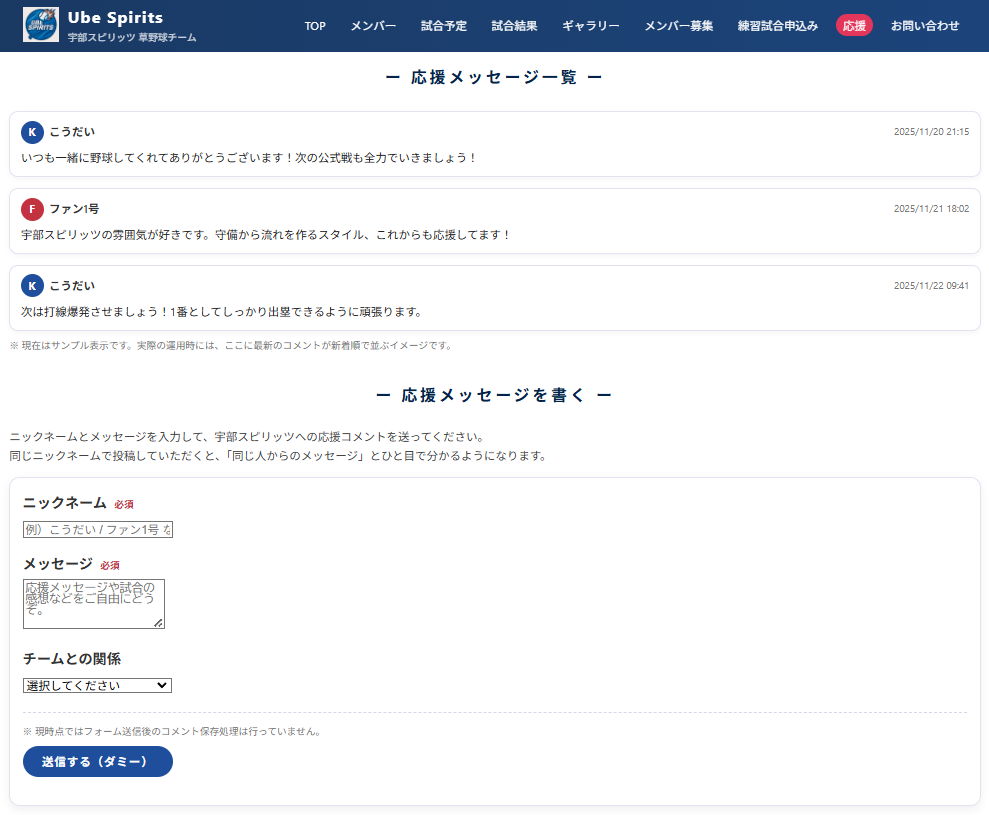 UBE SPIRITS
Ube Spirits
宇部スピリッツ 草野球チーム
TOP メンバー 試合予定 試合結果 ギャラリー メンバー募集 練習試合申込み 応援 お問い合わせ
ー 応援メッセージ一覧 ー
K こうだい 2025/11/20 21:15
いつも一緒に野球してくれてありがとうございます!次の公式戦も全力でいきましょう!
F ファン1号 2025/11/21 18:02
宇部スピリッツの雰囲気が好きです。守備から流れを作るスタイル、これからも応援してます!
K こうだい 2025/11/22 09:41
次は打線爆発させましょう!1番としてしっかり出塁できるように頑張ります。
※ 現在はサンプル表示です。実際の運用時には、ここに最新のコメントが新着順で並ぶイメージです。
ー 応援メッセージを書く ー
ニックネームとメッセージを入力して、宇部スピリッツへの応援コメントを送ってください。
同じニックネームで投稿していただくと、「同じ人からのメッセージ」とひと目で分かるようになります。
ニックネーム 必須
例）こうだい / ファン1号 な
メッセージ 必須
応援メッセージや試合の
感想などをご自由にどう
ぞ。
チームとの関係
選択してください
※ 現時点ではフォーム送信後のコメント保存処理は行っていません。
送信する（ダミー）